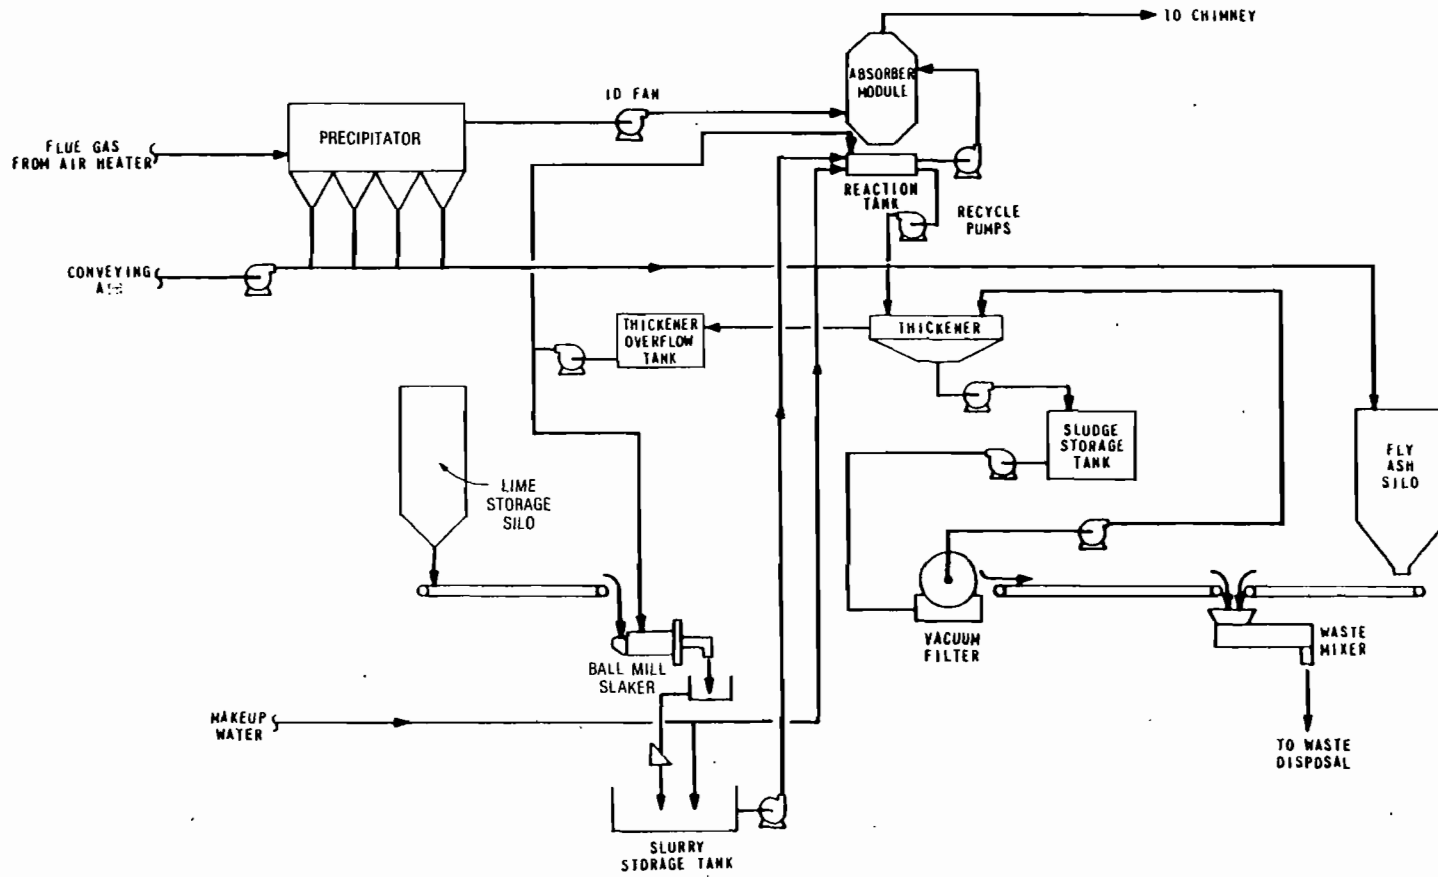 TO CHIMNEY
ABSORBER
MODULE
ID FAN
PRECIPITATOR
FLUE GAS
FROM AIR HEATER
REACTION
TANK
RECYCLE
PUMPS
CONVEYING
THICKENER
OVERFLOW
TANK
THICKENER
SLUDGE
STORAGE
TANK
FLY
ASH
SILO
LIME
STORAGE
SILO
VACUUM
FILTER
WASTE
MIXER
BALL MILL
SLAKER
MAKEUP
WATER
TO WASTE
DISPOSAL
SLURRY
STORAGE TANK